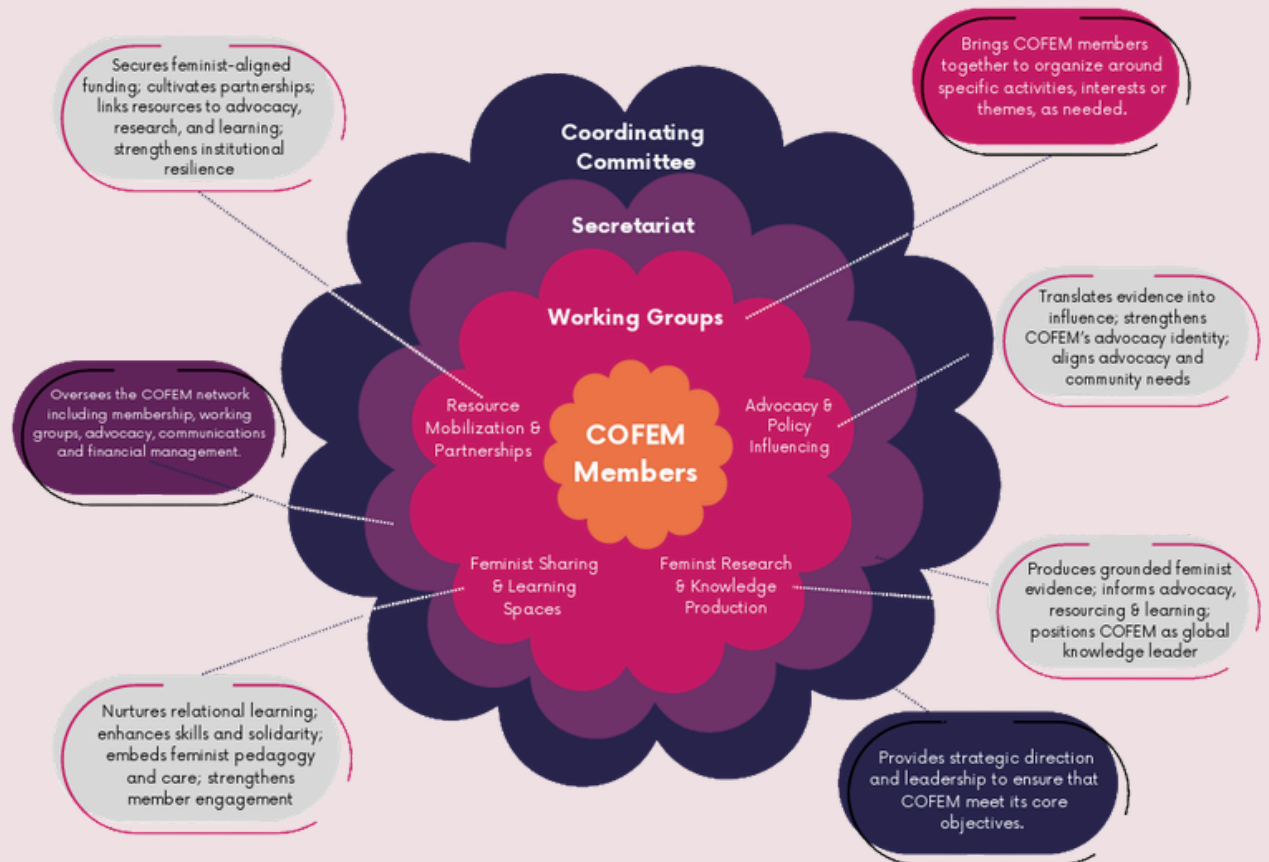 Secures feminist-aligned
funding; cultivates partnerships;
links resources to advocacy,
research, and learning;
strengthens institutional
resilience
Brings COFEM members
together to organize around
specific activities, interests or
themes, as needed.
Coordinating
Committee
Secretariat
Working Groups
Translates evidence into
influence; strengthens
COFEM's advocacy identity;
aligns advocacy and
community needs
Oversees the COFEM network
including membership, working
groups, advocacy, communications
and financial management.
Resource
Mobilization &
Partnerships
COFEM
Members
Advocacy &
Policy
Influencing
Feminist Sharing
& Learning
Spaces
Feminst Research
& Knowledge
Production
Produces grounded feminist
evidence; informs advocacy,
resourcing & learning;
positions COFEM as global
knowledge leader
Nurtures relational learning;
enhances skills and solidarity;
embeds feminist pedagogy
and care; strengthens
member engagement
Provides strategic direction
and leadership to ensure that
COFEM meet its core
objectives.